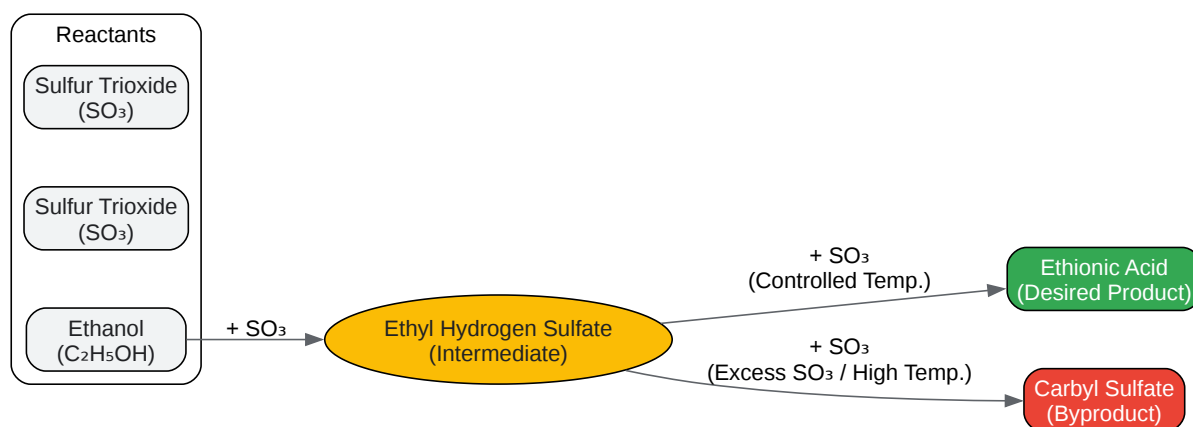 Reactants
Sulfur Trioxide
(SO₃)
Sulfur Trioxide
(SO₃)
Ethanol
(C₂H₅OH)
+ SO₃
Ethyl Hydrogen Sulfate
(Intermediate)
+ SO₃
(Controlled Temp.)
Ethionic Acid
(Desired Product)
+ SO₃
(Excess SO₃ / High Temp.)
Carbyl Sulfate
(Byproduct)